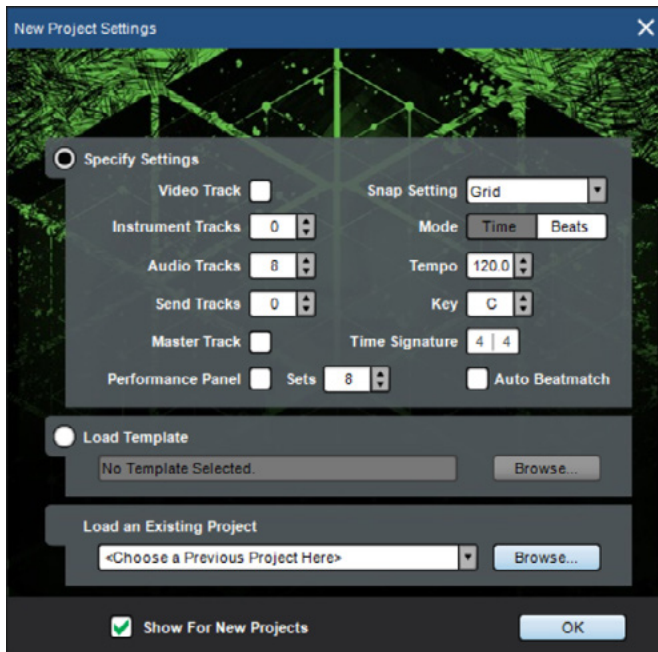 New Project Settings
Specify Settings
Video Track Snap Setting Grid
Instrument Tracks 0 Mode Time Beats
Audio Tracks 8 Tempo 120.0
Send Tracks 0 Key C
Master Track Time Signature 4 | 4
Performance Panel Sets 8 Auto Beatmatch
Load Template
No Template Selected. Browse...
Load an Existing Project
<Choose a Previous Project Here> Browse...
Show For New Projects OK